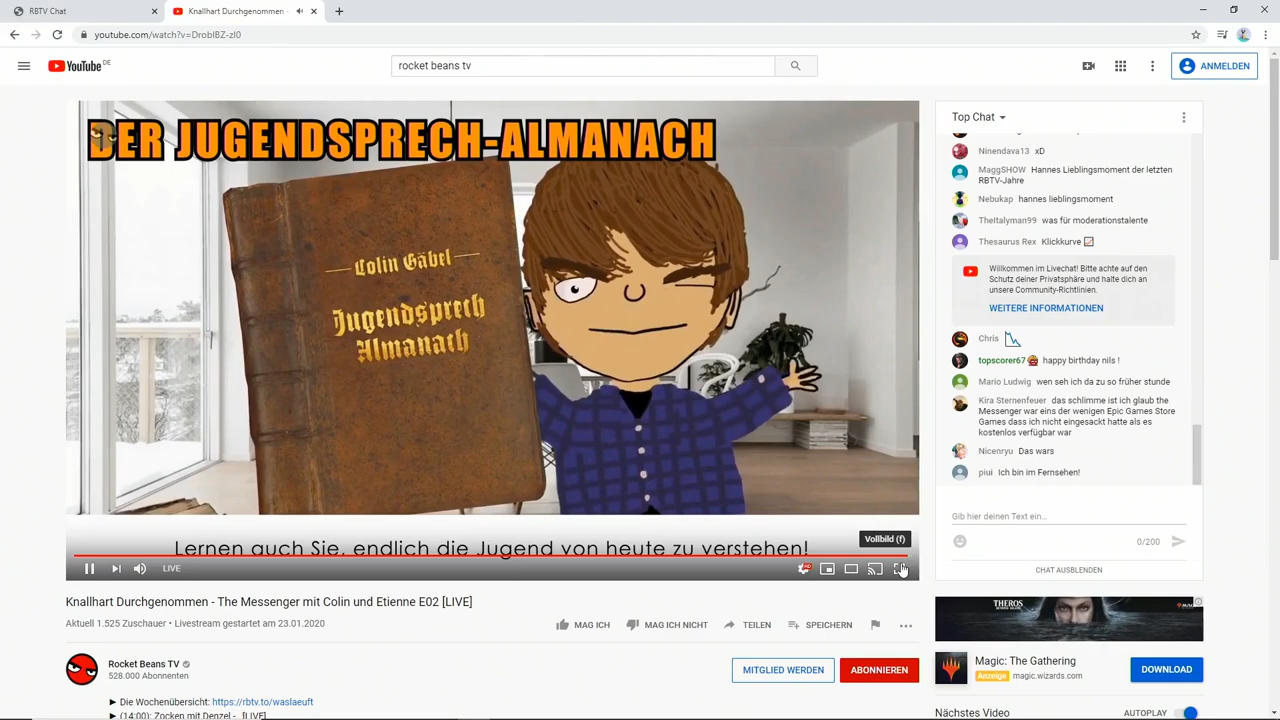 RBTV Chat
Knallhart Durchgenommen -
youtube.com/watch?v=DrobIBZ-zI0
YouTube DE
rocket beans tv
ANMELDEN
DER JUGENDSPRECH-ALMANACH
Colin Gäbel
Jugendsprech
Almanach
Lernen auch Sie, endlich die Jugend von heute zu verstehen!
Vollbild (f)
LIVE
HD
Top Chat
Ninendava13 xD
MaggSHOW Hannes Lieblingsmoment der letzten
RBTV-Jahre
Nebukap hannes lieblingsmoment
TheItalyman99 was für moderationstalente
Thesaurus Rex Klickkurve
Willkommen im Livechat! Bitte achte auf den
Schutz deiner Privatsphäre und halte dich an
unsere Community-Richtlinien.
WEITERE INFORMATIONEN
Chris
topscorer67 happy birthday nils !
Mario Ludwig wen seh ich da zu so früher stunde
Kira Sternenfeuer das schlimme ist ich glaub the
Messenger war eins der wenigen Epic Games Store
Games dass ich nicht eingesackt hatte als es
kostenlos verfügbar war
Nicenryu Das wars
piui Ich bin im Fernsehen!
Gib hier deinen Text ein...
0/200
CHAT AUSBLENDEN
Knallhart Durchgenommen - The Messenger mit Colin und Etienne E02 [LIVE]
Aktuell 1.525 Zuschauer • Livestream gestartet am 23.01.2020
MAG ICH
MAG ICH NICHT
TEILEN
SPEICHERN
Rocket Beans TV
528.000 Abonnenten
MITGLIED WERDEN
ABONNIEREN
► Die Wochenübersicht: https://rbtv.to/waslaeuft
► (14:00): Zocken mit Denzel - [LIVE]
THEROS
Magic: The Gathering
Anzeige magic.wizards.com
DOWNLOAD
Nächstes Video
AUTOPLAY